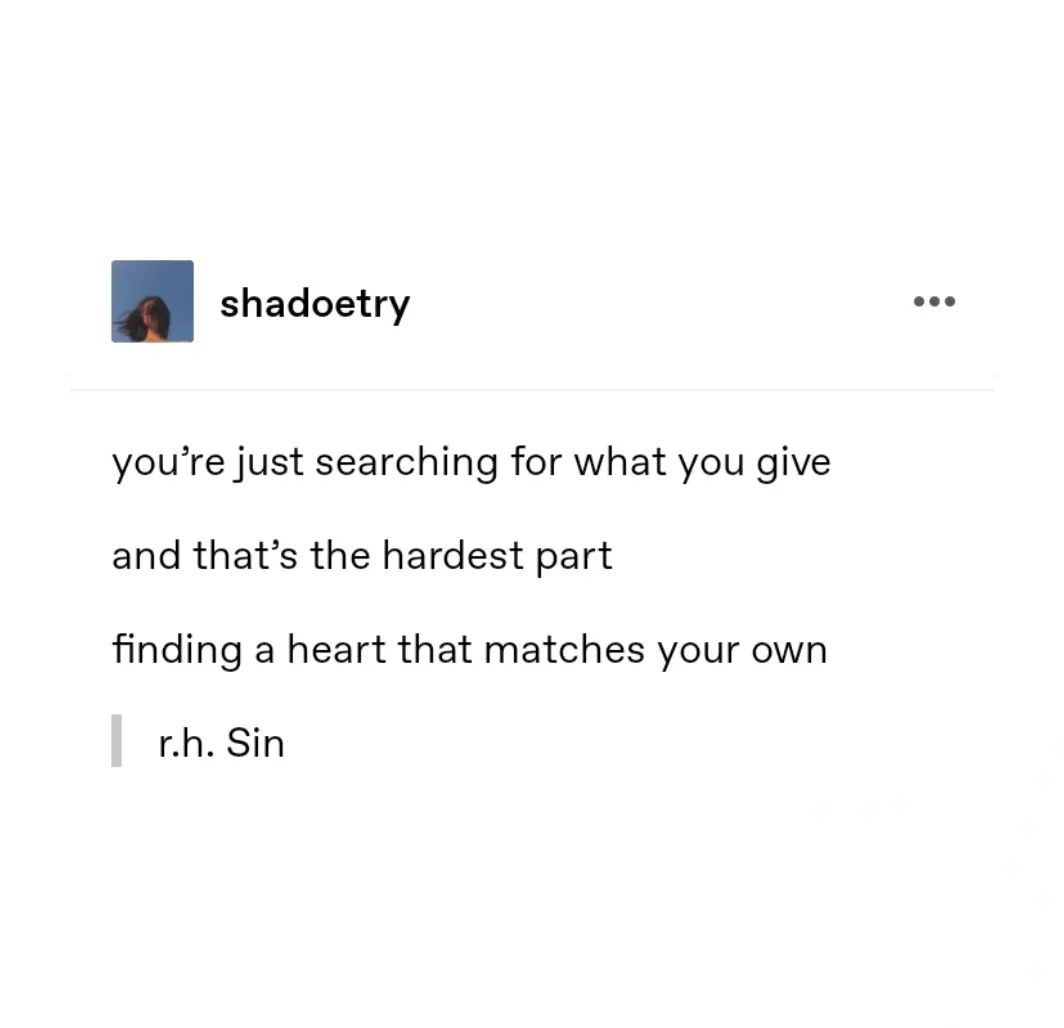 shadoetry
you’re just searching for what you give
and that’s the hardest part
finding a heart that matches your own
r.h. Sin